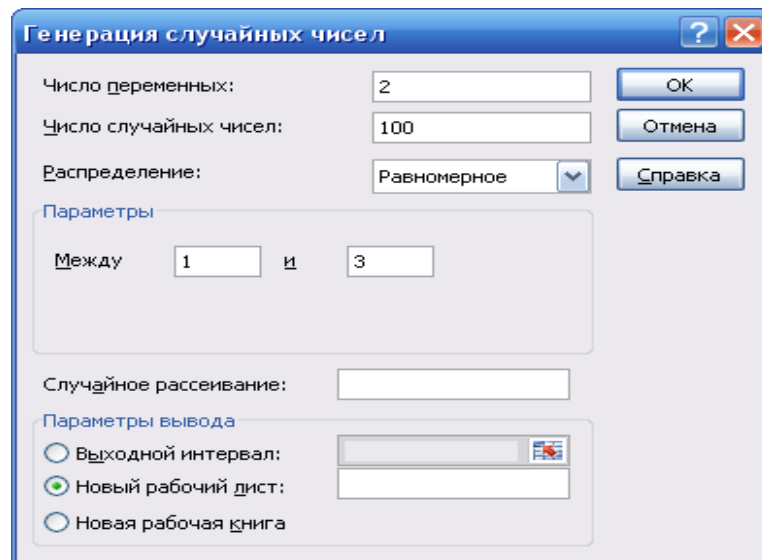 Генерация случайных чисел
Число переменных: 2 ОК
Число случайных чисел: 100 Отмена
Распределение: Равномерное Справка
Параметры
Между 1 и 3
Случайное рассеивание:
Параметры вывода
Выходной интервал:
Новый рабочий лист:
Новая рабочая книга